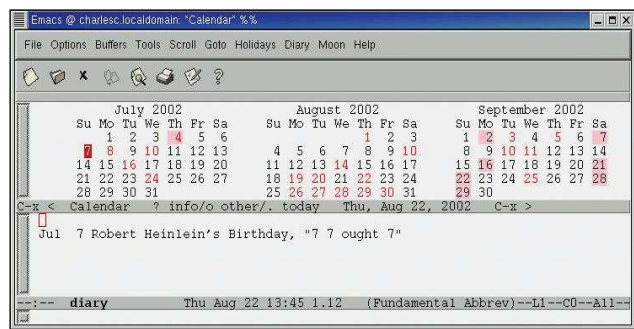 Emacs @ charlesc.localdomain: "Calendar" %%
File Options Buffers Tools Scroll Goto Holidays Diary Moon Help
July 2002 August 2002 September 2002
Su Mo Tu We Th Fr Sa Su Mo Tu We Th Fr Sa Su Mo Tu We Th Fr Sa
1 2 3 4 5 6 1 2 3 1 2 3 4 5 6 7
7 8 9 10 11 12 13 4 5 6 7 8 9 10 8 9 10 11 12 13 14
14 15 16 17 18 19 20 11 12 13 14 15 16 17 15 16 17 18 19 20 21
21 22 23 24 25 26 27 18 19 20 21 22 23 24 22 23 24 25 26 27 28
28 29 30 31 25 26 27 28 29 30 31 29 30
C-x < Calendar ? info/o other/. today Thu, Aug 22, 2002 C-x >
Jul 7 Robert Heinlein's Birthday, "7 7 ought 7"
--:-- diary Thu Aug 22 13:45 1.12 (Fundamental Abbrev)--L1--C0--All--